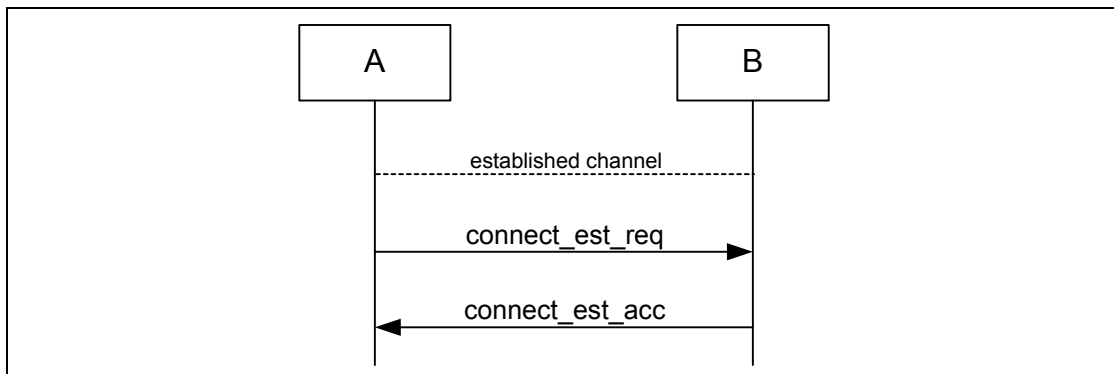 A
B
established channel
connect_est_req
connect_est_acc